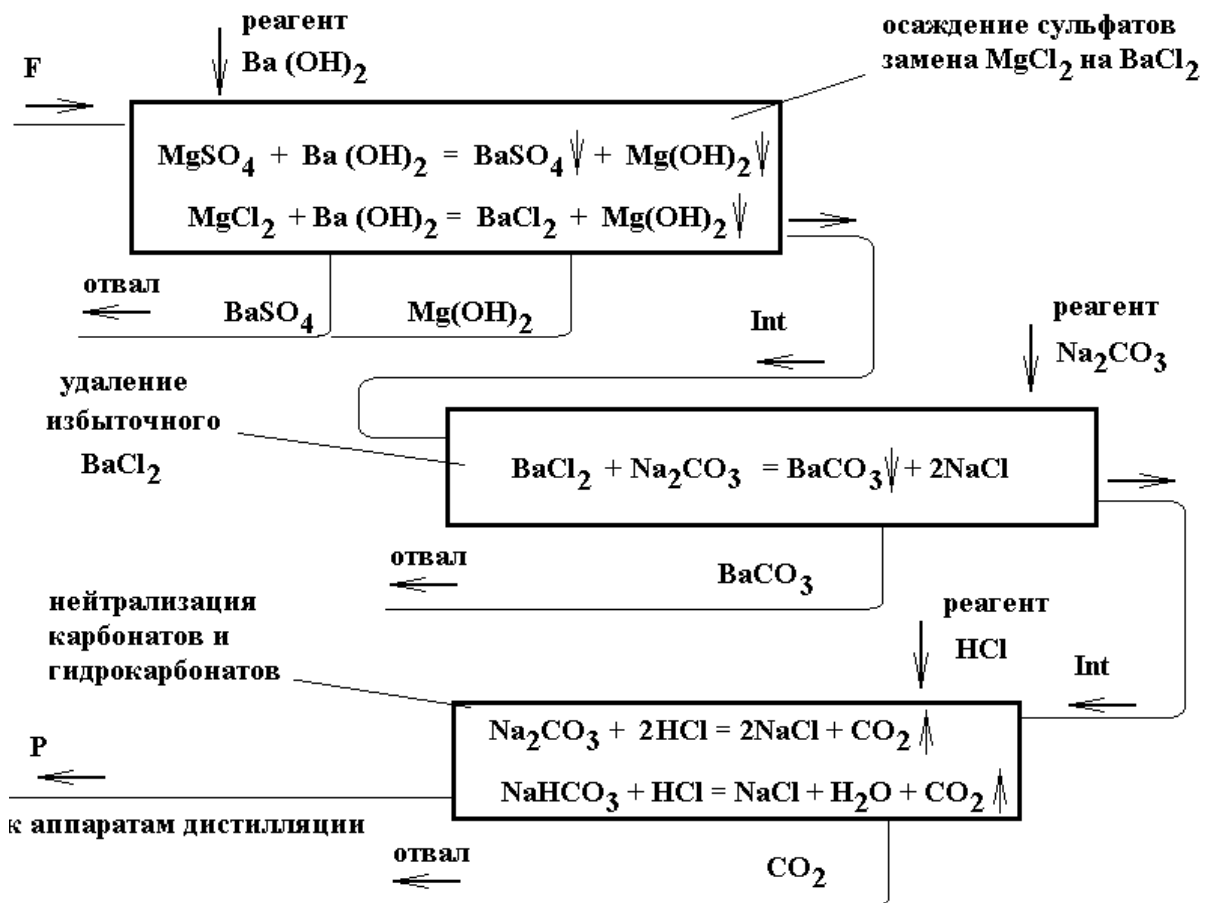 реагент
Ba (OH)2
осаждение сульфатов
замена MgCl2 на BaCl2
F
MgSO4 + Ba (OH)2 = BaSO4↓ + Mg(OH)2↓
MgCl2 + Ba (OH)2 = BaCl2 + Mg(OH)2↓
отвал
BaSO4
Mg(OH)2
Int
реагент
Na2CO3
удаление
избыточного
BaCl2
BaCl2 + Na2CO3 = BaCO3↓ + 2NaCl
отвал
BaCO3
нейтрализация
карбонатов и
гидрокарбонатов
реагент
HCl
Int
Na2CO3 + 2HCl = 2NaCl + CO2↑
NaHCO3 + HCl = NaCl + H2O + CO2↑
P
к аппаратам дистилляции
отвал
CO2